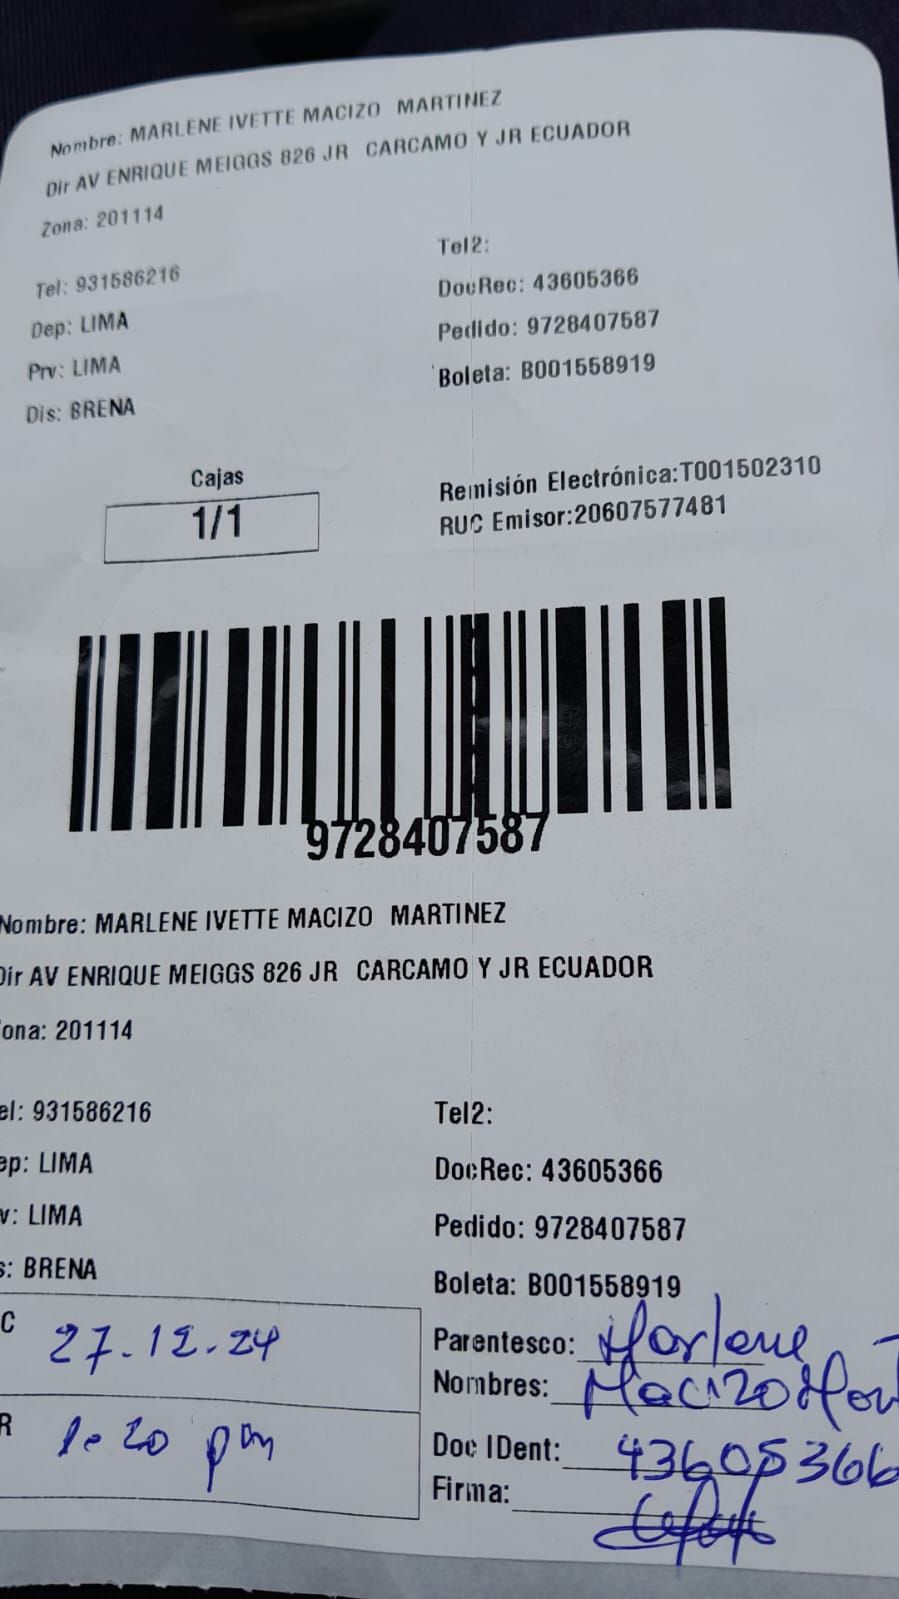 Nombre: MARLENE IVETTE MACIZO MARTINEZ
Dir AV ENRIQUE MEIGGS 826 JR CARCAMO Y JR ECUADOR
Zona: 201114
Tel: 931586216
Tel2:
Dep: LIMA
DocRec: 43605366
Prv: LIMA
Pedido: 9728407587
Dis: BRENA
Boleta: B001558919
Cajas
1/1
Remisión Electrónica:T001502310
RUC Emisor:20607577481
9728407587
Nombre: MARLENE IVETTE MACIZO MARTINEZ
Dir AV ENRIQUE MEIGGS 826 JR CARCAMO Y JR ECUADOR
ona: 201114
el: 931586216
Tel2:
ep: LIMA
DocRec: 43605366
v: LIMA
Pedido: 9728407587
s: BRENA
Boleta: B001558919
C 27-12-24
Parentesco: Marlene
Nombres: Macizo Mar
R 1:20 pm
Doc IDent: 43605366
Firma: